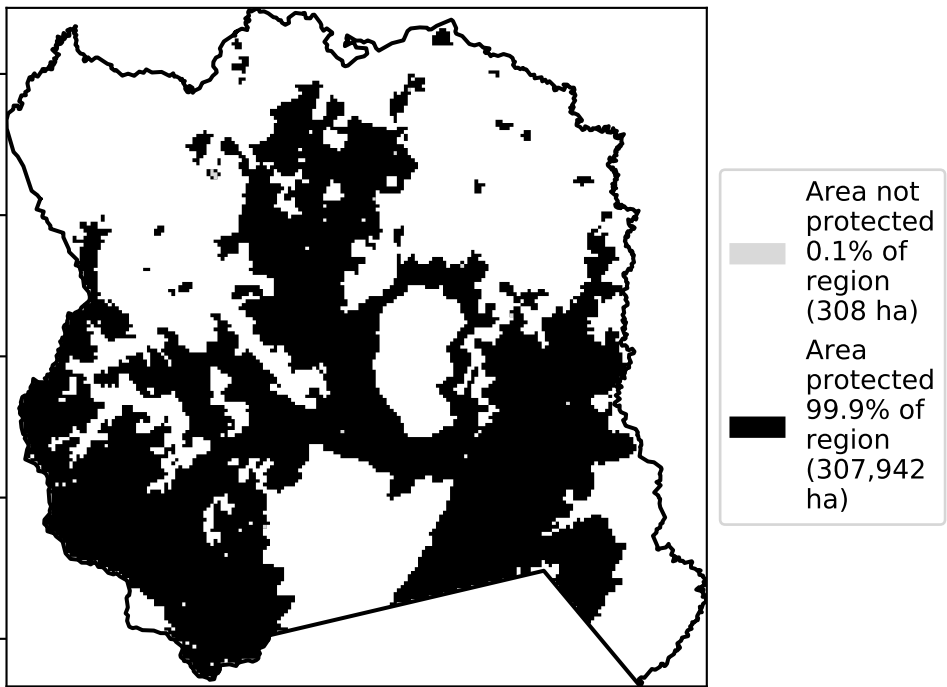 Area not
protected
0.1% of
region
(308 ha)
Area
protected
99.9% of
region
(307,942
ha)